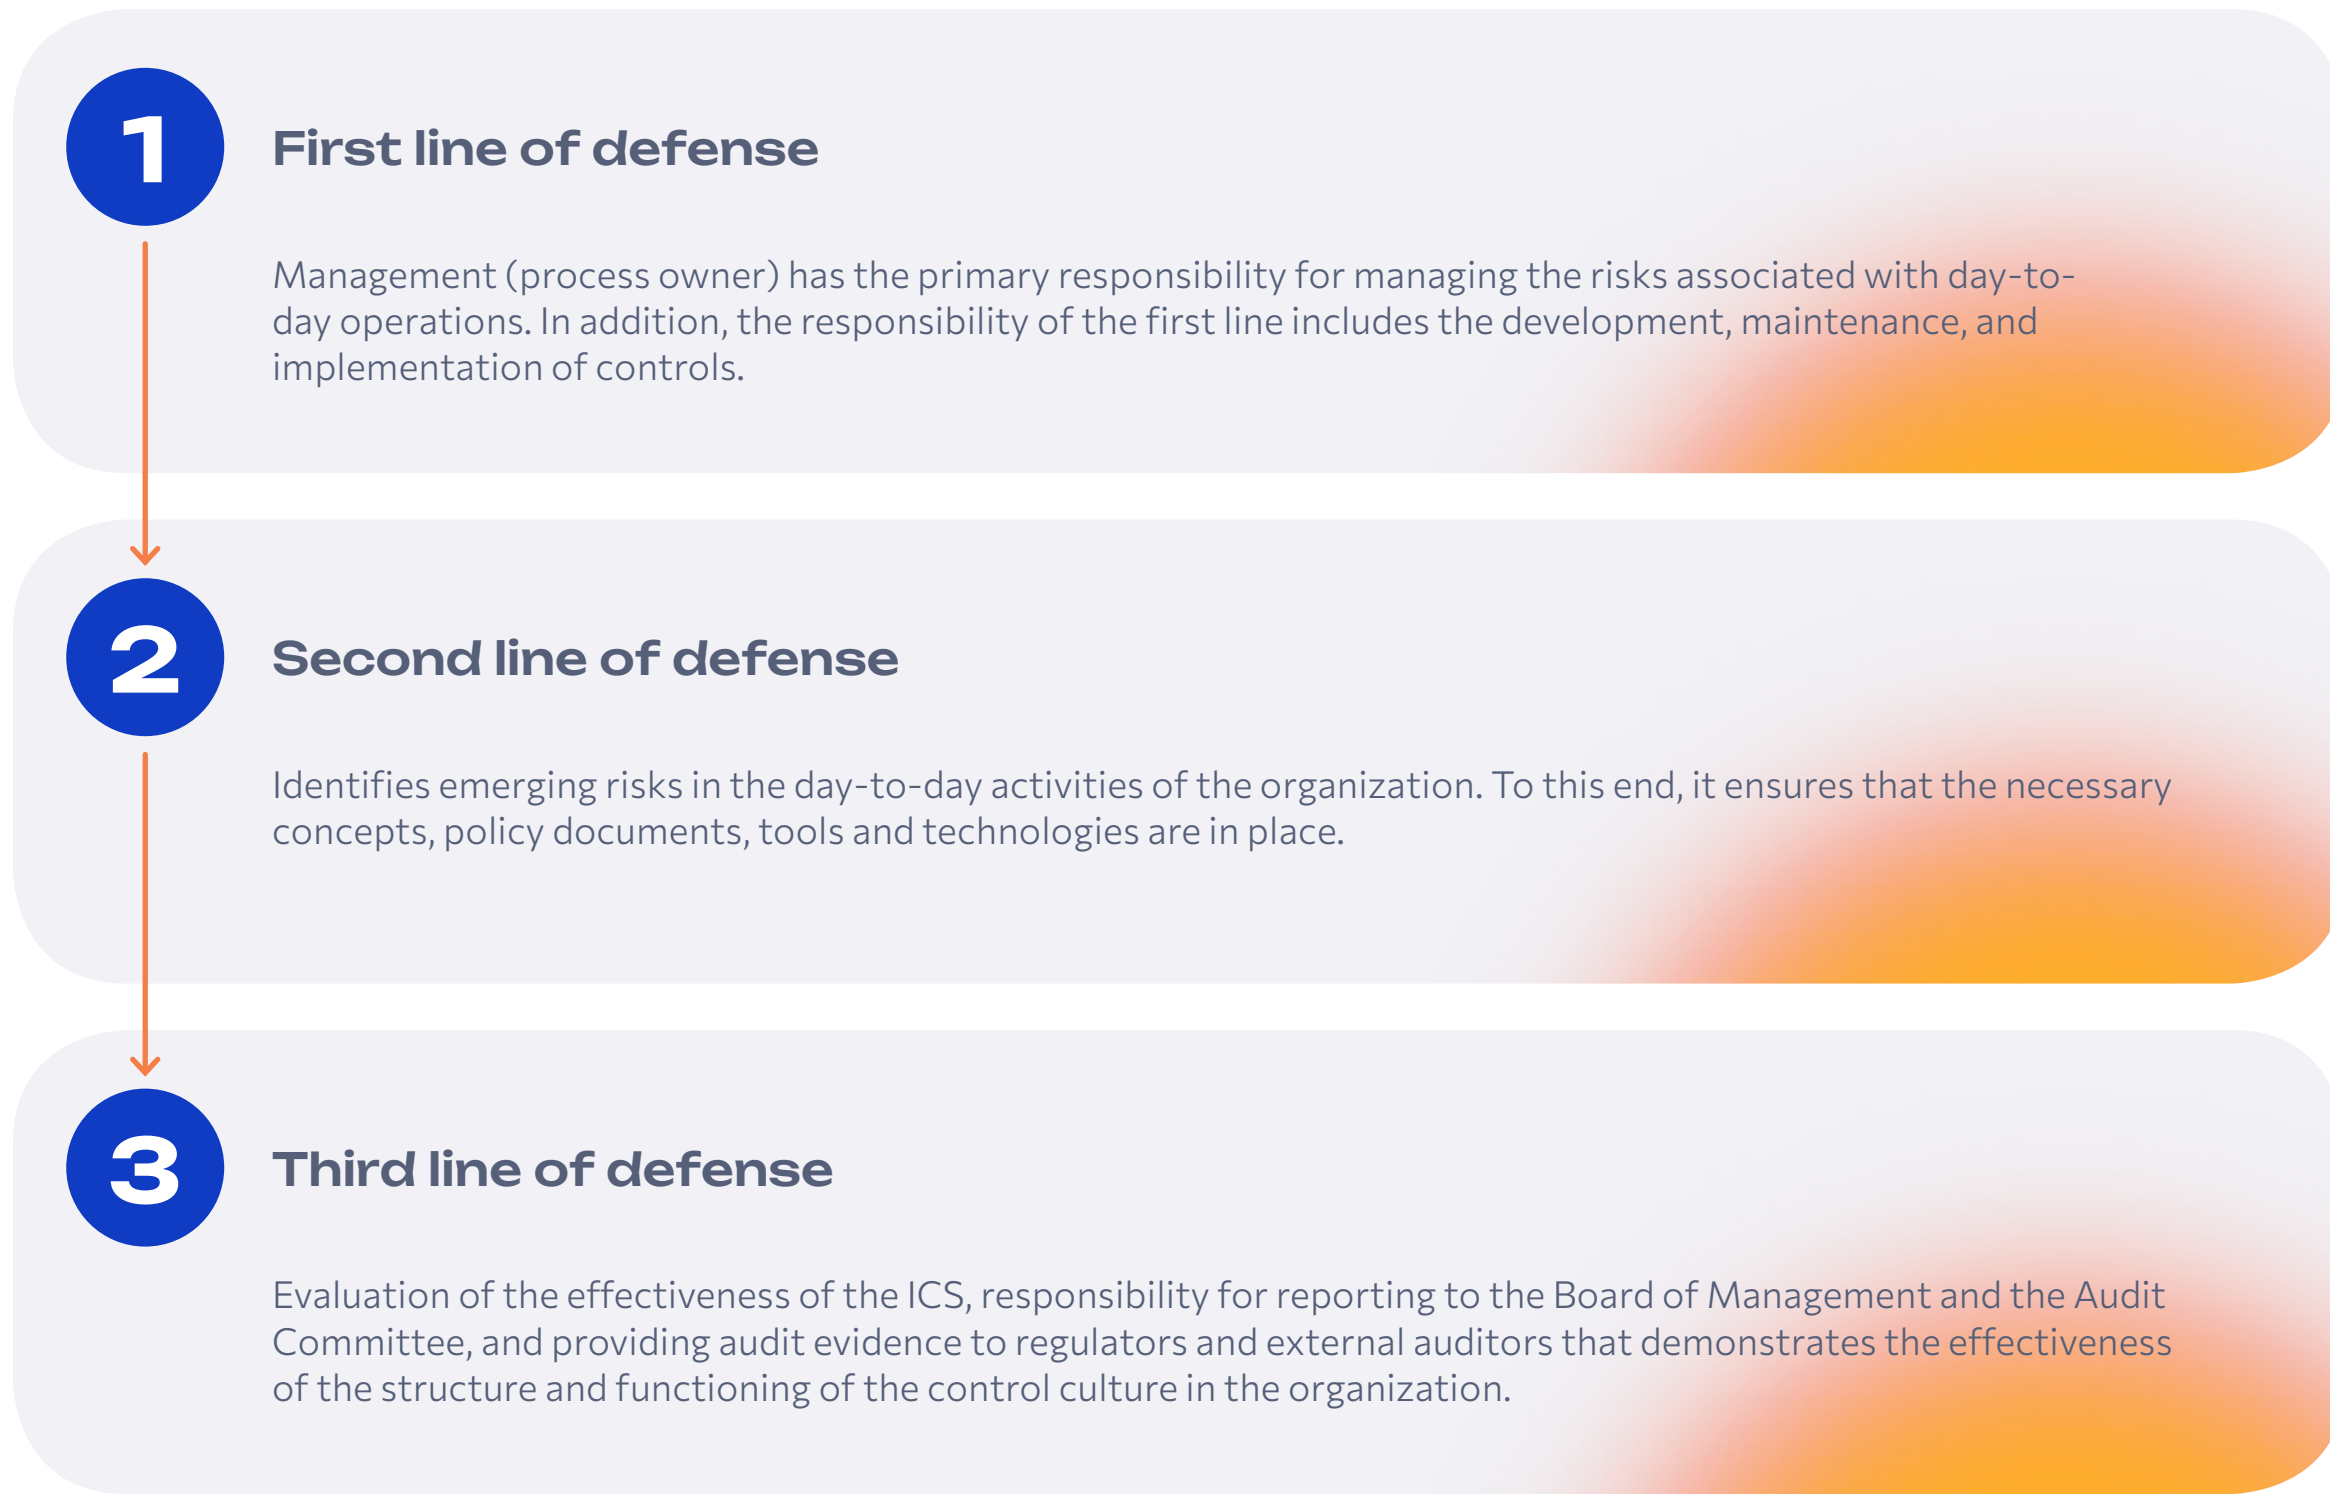 1
First line of defense
Management (process owner) has the primary responsibility for managing the risks associated with day-to-
day operations. In addition, the responsibility of the first line includes the development, maintenance, and
implementation of controls.
2
Second line of defense
Identifies emerging risks in the day-to-day activities of the organization. To this end, it ensures that the necessary
concepts, policy documents, tools and technologies are in place.
3
Third line of defense
Evaluation of the effectiveness of the ICS, responsibility for reporting to the Board of Management and the Audit
Committee, and providing audit evidence to regulators and external auditors that demonstrates the effectiveness
of the structure and functioning of the control culture in the organization.